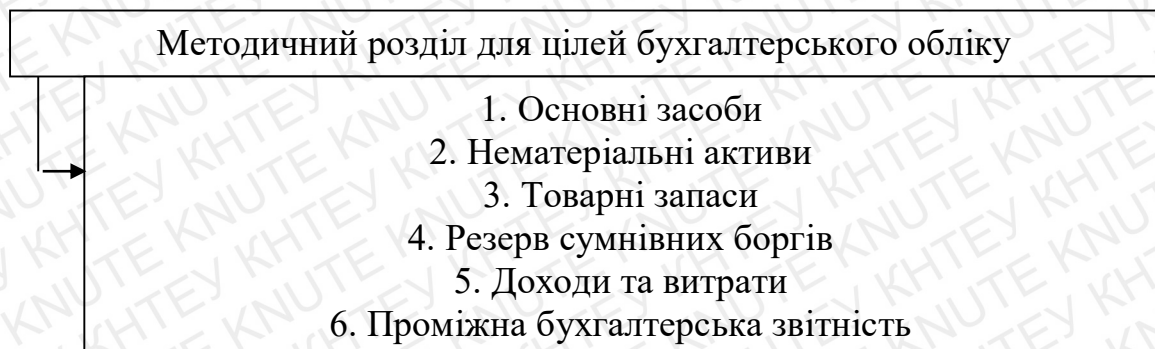 Методичний розділ для цілей бухгалтерського обліку
1. Основні засоби
2. Нематеріальні активи
3. Товарні запаси
4. Резерв сумнівних боргів
5. Доходи та витрати
6. Проміжна бухгалтерська звітність